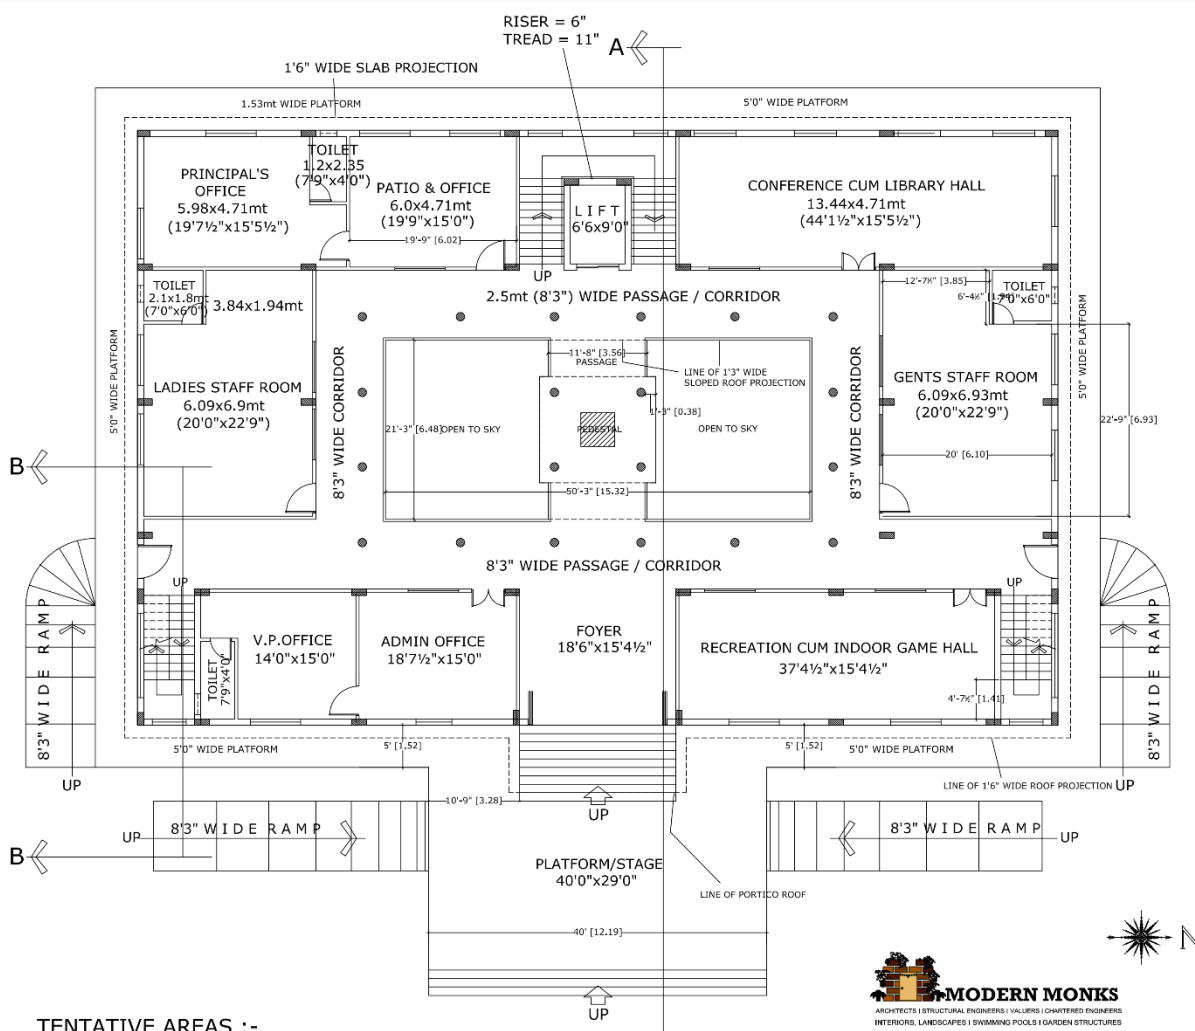 RISER = 6"
TREAD = 11"
A
1'6" WIDE SLAB PROJECTION
1.53mt WIDE PLATFORM
5'0" WIDE PLATFORM
TOILET
1.2x2.35
(7'9"x4'0")
PRINCIPAL'S
OFFICE
5.98x4.71mt
(19'7½"x15'5½")
PATIO & OFFICE
6.0x4.71mt
(19'9"x15'0")
19'-9" [6.02]
LIFT
6'6x9'0"
UP
CONFERENCE CUM LIBRARY HALL
13.44x4.71mt
(44'1½"x15'5½")
TOILET
2.1x1.8mt
(7'0"x6'0")
3.84x1.94mt
2.5mt (8'3") WIDE PASSAGE / CORRIDOR
12'-7½" [3.85]
6'-4½"
TOILET
7'0"x6'0"
5'0" WIDE PLATFORM
8'3" WIDE CORRIDOR
11'-8" [3.56]
PASSAGE
LINE OF 1'3" WIDE
SLOPED ROOF PROJECTION
8'3" WIDE CORRIDOR
5'0" WIDE PLATFORM
LADIES STAFF ROOM
6.09x6.9mt
(20'0"x22'9")
GENTS STAFF ROOM
6.09x6.93mt
(20'0"x22'9")
1'-3" [0.38]
21'-3" [6.48]
OPEN TO SKY
PEDESTAL
OPEN TO SKY
22'-9" [6.93]
20' [6.10]
B
50'-3" [15.32]
8'3" WIDE PASSAGE / CORRIDOR
UP
UP
V.P.OFFICE
14'0"x15'0"
ADMIN OFFICE
18'7½"x15'0"
FOYER
18'6"x15'4½"
RECREATION CUM INDOOR GAME HALL
37'4½"x15'4½"
TOILET
7'9"x4'0"
4'-7½" [1.41]
8'3" WIDE RAMP
8'3" WIDE RAMP
5'0" WIDE PLATFORM
5' [1.52]
5' [1.52]
5'0" WIDE PLATFORM
UP
LINE OF 1'6" WIDE ROOF PROJECTION
UP
10'-9" [3.28]
UP
UP
8'3" WIDE RAMP
8'3" WIDE RAMP
UP
B
PLATFORM/STAGE
40'0"x29'0"
LINE OF PORTICO ROOF
40' [12.19]
N
UP
MODERN MONKS
ARCHITECTS I STRUCTURAL ENGINEERS I VALUERS I CHARTERED ENGINEERS
INTERIORS, LANDSCAPES I SWIMMING POOLS I GARDEN STRUCTURES
TENTATIVE AREAS :-